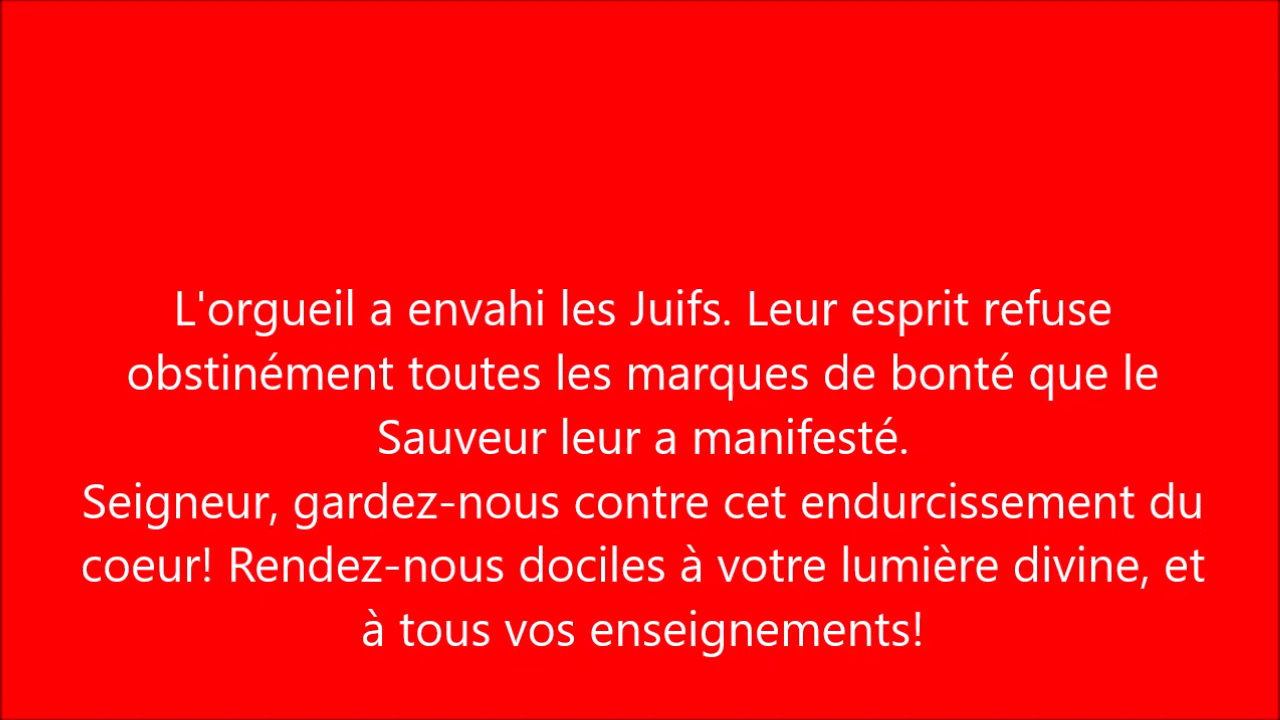 L'orgueil a envahi les Juifs. Leur esprit refuse
obstinément toutes les marques de bonté que le
Sauveur leur a manifesté.
Seigneur, gardez-nous contre cet endurcissement du
coeur! Rendez-nous dociles à votre lumière divine, et
à tous vos enseignements!